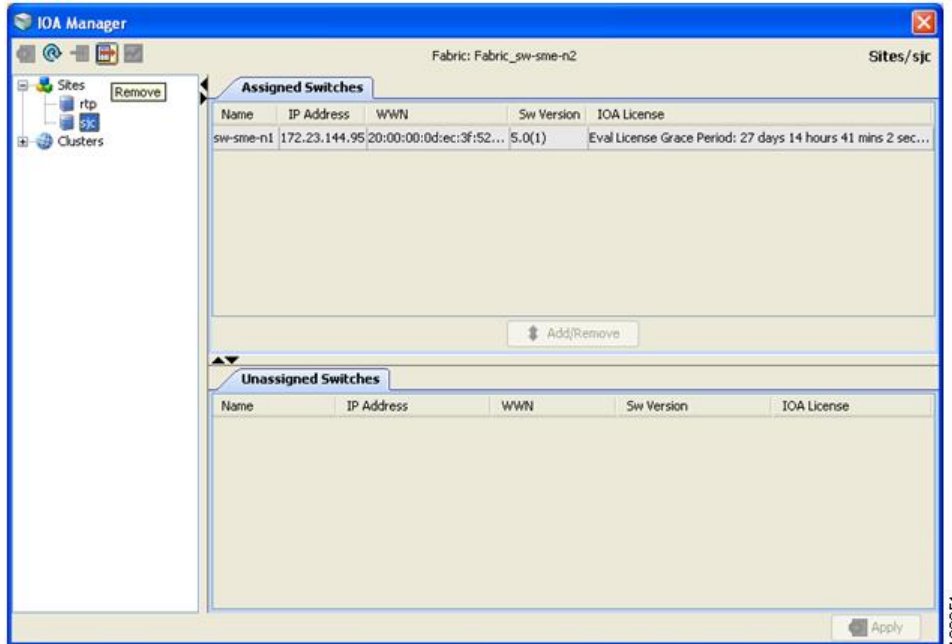 IOA Manager
Fabric: Fabric_sw-sme-n2
Sites/sjc
Sites
Remove
rtp
sjc
Clusters
Assigned Switches
Name IP Address WWN Sw Version IOA License
sw-sme-n1 172.23.144.95 20:00:00:0d:ec:3f:52... 5.0(1) Eval License Grace Period: 27 days 14 hours 41 mins 2 sec...
Add/Remove
Unassigned Switches
Name IP Address WWN Sw Version IOA License
Apply